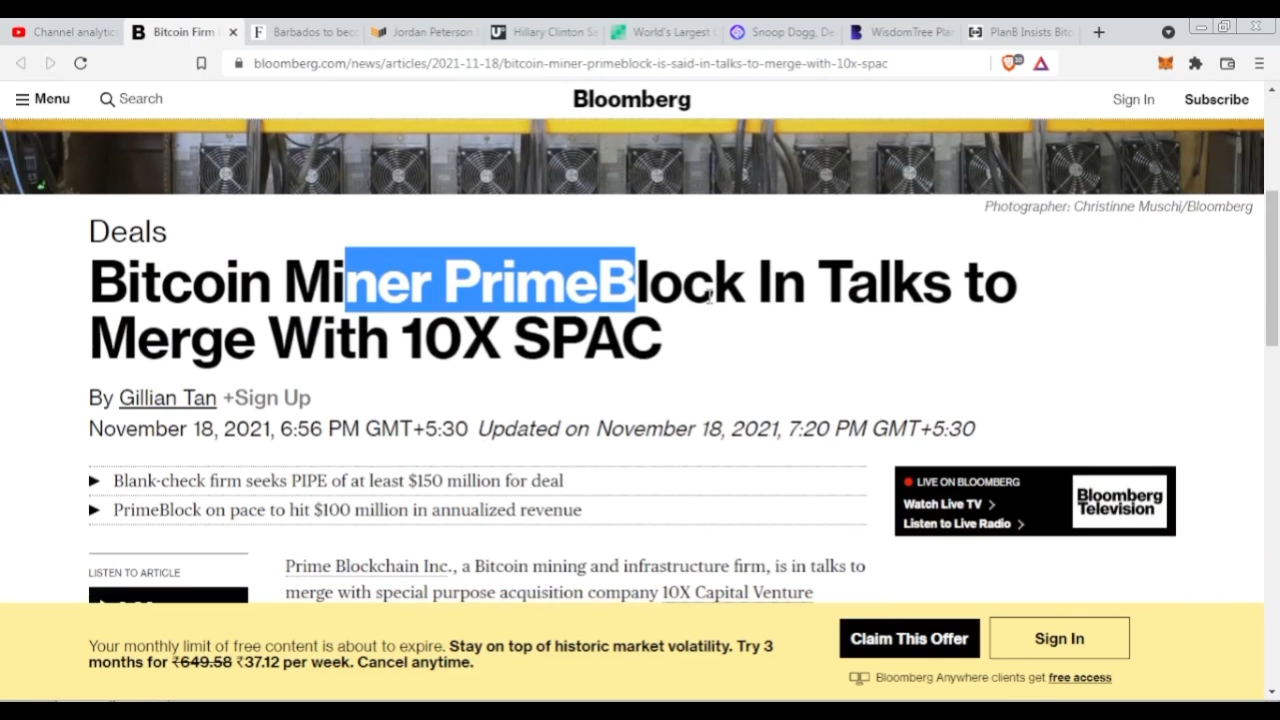 Channel analytic
Bitcoin Firm
Barbados to bec
Jordan Peterson
Hillary Clinton Sa
World's Largest
Snoop Dogg, De
WisdomTree Pla
PlanB Insists Bitc
bloomberg.com/news/articles/2021-11-18/bitcoin-miner-primeblock-is-said-in-talks-to-merge-with-10x-spac
Menu
Search
Bloomberg
Sign In
Subscribe
Photographer: Christinne Muschi/Bloomberg
Deals
Bitcoin Miner PrimeBlock In Talks to
Merge With 10X SPAC
By Gillian Tan +Sign Up
November 18, 2021, 6:56 PM GMT+5:30 Updated on November 18, 2021, 7:20 PM GMT+5:30
Blank-check firm seeks PIPE of at least $150 million for deal
PrimeBlock on pace to hit $100 million in annualized revenue
LIVE ON BLOOMBERG
Watch Live TV >
Listen to Live Radio >
Bloomberg
Television
LISTEN TO ARTICLE
Prime Blockchain Inc., a Bitcoin mining and infrastructure firm, is in talks to
merge with special purpose acquisition company 10X Capital Venture
Your monthly limit of free content is about to expire. Stay on top of historic market volatility. Try 3
months for ₹649.58 ₹37.12 per week. Cancel anytime.
Claim This Offer
Sign In
Bloomberg Anywhere clients get free access